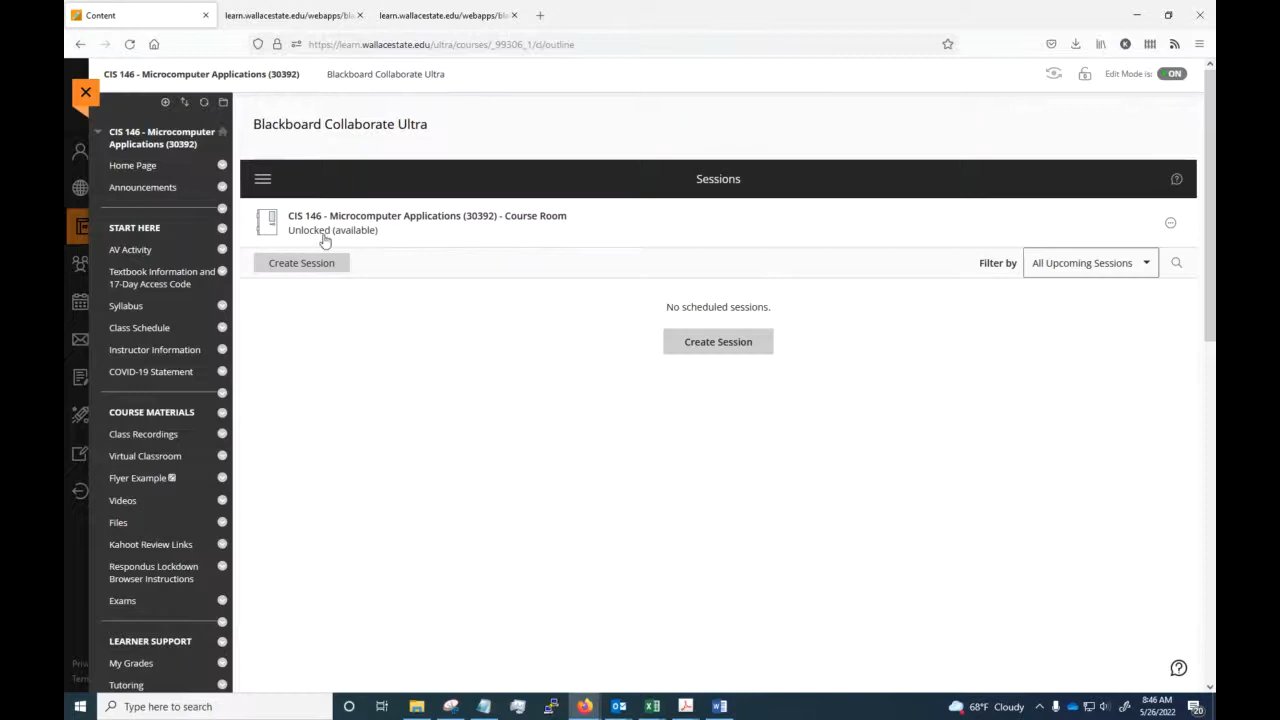 Content
learn.wallacestate.edu/webapps/bla
learn.wallacestate.edu/webapps/bla
https://learn.wallacestate.edu/ultra/courses/_99306_1/cl/outline
CIS 146 - Microcomputer Applications (30392)
Blackboard Collaborate Ultra
Edit Mode is:
ON
CIS 146 - Microcomputer
Applications (30392)
Home Page
Announcements
START HERE
AV Activity
Textbook Information and
17-Day Access Code
Syllabus
Class Schedule
Instructor Information
COVID-19 Statement
COURSE MATERIALS
Class Recordings
Virtual Classroom
Flyer Example
Videos
Files
Kahoot Review Links
Respondus Lockdown
Browser Instructions
Exams
LEARNER SUPPORT
My Grades
Tutoring
Blackboard Collaborate Ultra
Sessions
CIS 146 - Microcomputer Applications (30392) - Course Room
Unlocked (available)
Create Session
Filter by
All Upcoming Sessions
No scheduled sessions.
Create Session
Priv
Term
Type here to search
68°F Cloudy
8:46 AM
5/26/2022
20